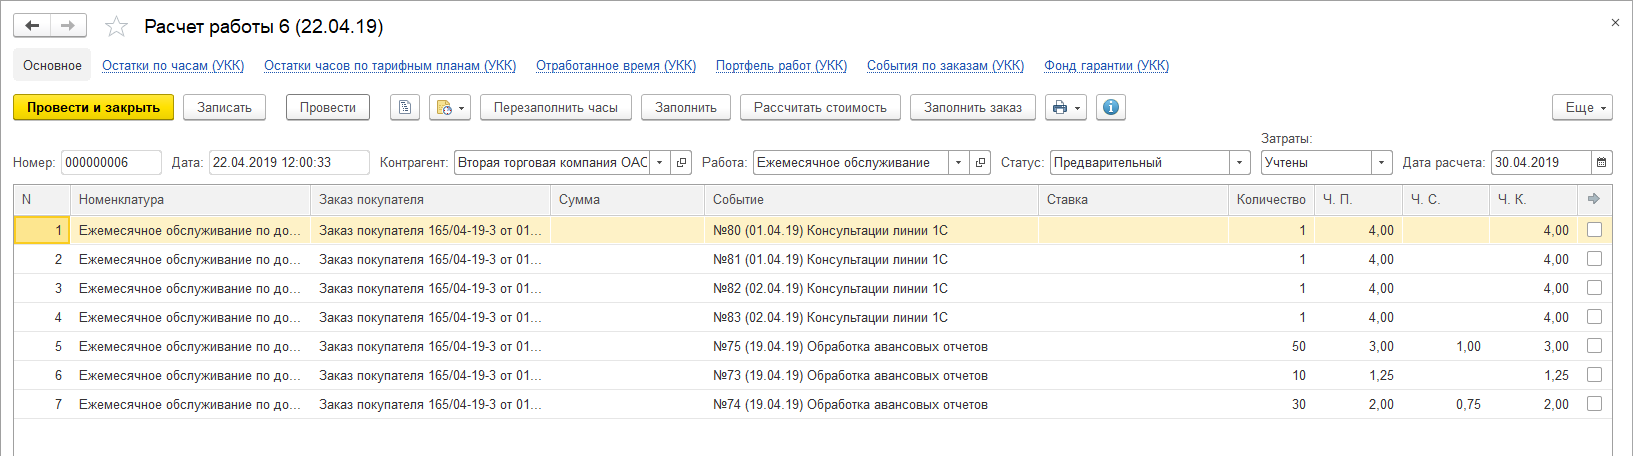 Расчет работы 6 (22.04.19)
×
Основное Остатки по часам (УКК) Остатки часов по тарифным планам (УКК) Отработанное время (УКК) Портфель работ (УКК) События по заказам (УКК) Фонд гарантии (УКК)
Провести и закрыть Записать Провести Перезаполнить часы Заполнить Рассчитать стоимость Заполнить заказ Еще
Затраты:
Номер: 000000006 Дата: 22.04.2019 12:00:33 Контрагент: Вторая торговая компания ОАС Работа: Ежемесячное обслуживание Статус: Предварительный Учтены Дата расчета: 30.04.2019
N Номенклатура Заказ покупателя Сумма Событие Ставка Количество Ч. П. Ч. С. Ч. К.
1 Ежемесячное обслуживание по до... Заказ покупателя 165/04-19-3 от 01... №80 (01.04.19) Консультации линии 1С 1 4,00 4,00
2 Ежемесячное обслуживание по до... Заказ покупателя 165/04-19-3 от 01... №81 (01.04.19) Консультации линии 1С 1 4,00 4,00
3 Ежемесячное обслуживание по до... Заказ покупателя 165/04-19-3 от 01... №82 (02.04.19) Консультации линии 1С 1 4,00 4,00
4 Ежемесячное обслуживание по до... Заказ покупателя 165/04-19-3 от 01... №83 (02.04.19) Консультации линии 1С 1 4,00 4,00
5 Ежемесячное обслуживание по до... Заказ покупателя 165/04-19-3 от 01... №75 (19.04.19) Обработка авансовых отчетов 50 3,00 1,00 3,00
6 Ежемесячное обслуживание по до... Заказ покупателя 165/04-19-3 от 01... №73 (19.04.19) Обработка авансовых отчетов 10 1,25 1,25
7 Ежемесячное обслуживание по до... Заказ покупателя 165/04-19-3 от 01... №74 (19.04.19) Обработка авансовых отчетов 30 2,00 0,75 2,00